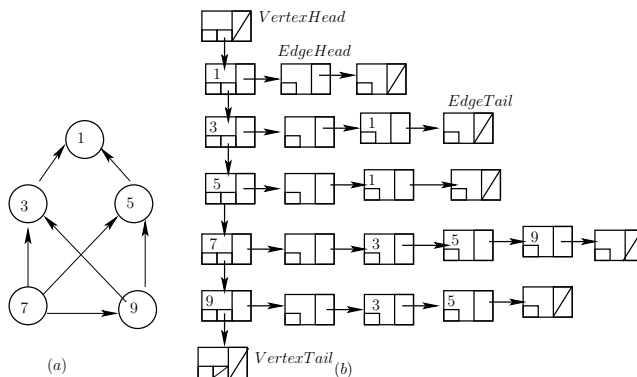 VertexHead
EdgeHead
1
EdgeTail
3 1
5 1
7 3 5 9
9 3 5
VertexTail
1
3 5
7 9
(a)
(b)